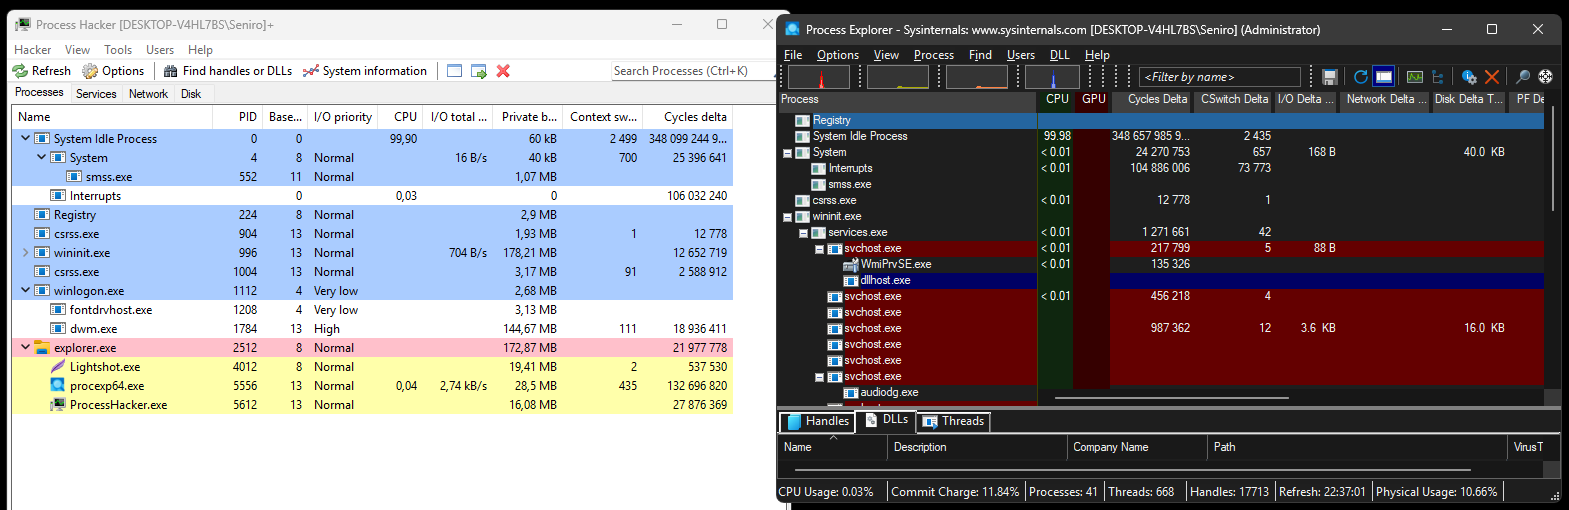 Process Hacker [DESKTOP-V4HL7BS\Seniro]+
Hacker View Tools Users Help
Refresh Options Find handles or DLLs System information Search Processes (Ctrl+K)
Processes Services Network Disk
Name PID Base... I/O priority CPU I/O total ... Private b... Context sw... Cycles delta
System Idle Process 0 0 99,90 60 kB 2 499 348 099 244 9...
System 4 8 Normal 16 B/s 40 kB 700 25 396 641
smss.exe 552 11 Normal 1,07 MB
Interrupts 0 0,03 0 106 032 240
Registry 224 8 Normal 2,9 MB
csrss.exe 904 13 Normal 1,93 MB 1 12 778
wininit.exe 996 13 Normal 704 B/s 178,21 MB 12 652 719
csrss.exe 1004 13 Normal 3,17 MB 91 2 588 912
winlogon.exe 1112 4 Very low 2,68 MB
fontdrvhost.exe 1208 4 Very low 3,13 MB
dwm.exe 1784 13 High 144,67 MB 111 18 936 411
explorer.exe 2512 8 Normal 172,87 MB 21 977 778
Lightshot.exe 4012 8 Normal 19,41 MB 2 537 530
procexp64.exe 5556 13 Normal 0,04 2,74 kB/s 28,5 MB 435 132 696 820
ProcessHacker.exe 5612 13 Normal 16,08 MB 27 876 369
Process Explorer - Sysinternals: www.sysinternals.com [DESKTOP-V4HL7BS\Seniro] (Administrator)
File Options View Process Find Users DLL Help
<Filter by name>
Process CPU GPU Cycles Delta CSwitch Delta I/O Delta ... Network Delta ... Disk Delta T... PF De
Registry
System Idle Process 99.98 348 657 985 9... 2 435
System < 0.01 24 270 753 657 168 B 40.0 KB
Interrupts < 0.01 104 886 006 73 773
smss.exe
csrss.exe < 0.01 12 778 1
wininit.exe
services.exe < 0.01 1 271 661 42
svchost.exe < 0.01 217 799 5 88 B
WmiPrvSE.exe < 0.01 135 326
dllhost.exe
svchost.exe < 0.01 456 218 4
svchost.exe
svchost.exe 987 362 12 3.6 KB 16.0 KB
svchost.exe
svchost.exe
svchost.exe
audiodg.exe
Handles DLLs Threads
Name Description Company Name Path VirusT
CPU Usage: 0.03% Commit Charge: 11.84% Processes: 41 Threads: 668 Handles: 17713 Refresh: 22:37:01 Physical Usage: 10.66%